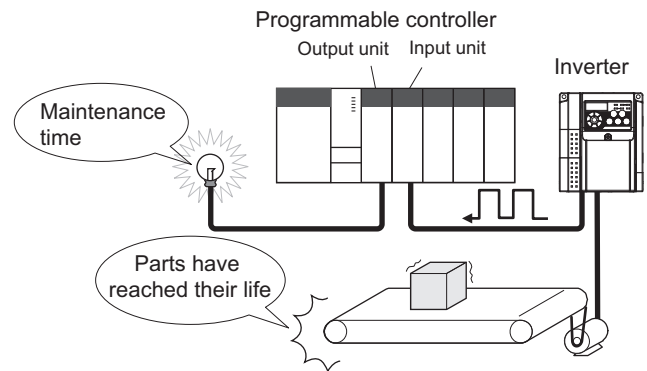 Programmable controller
Output unit Input unit
Inverter
Maintenance
time
Parts have
reached their life